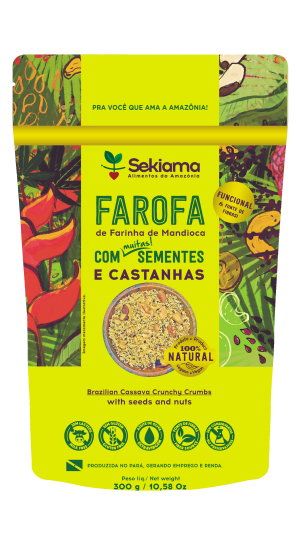 PRA VOCÊ QUE AMA A AMAZÔNIA!
Sekiama
Alimentos da Amazônia
FAROFA
de Farinha de Mandioca
muitas!
COM SEMENTES
E CASTANHAS
FUNCIONAL
& FONTE DE
FIBRAS!
100%
NATURAL
Brazilian Cassava Crunchy Crumbs
with seeds and nuts
PRODUZIDA NO PARÁ, GERANDO EMPREGO E RENDA.
Peso líq./ Net weight
300 g / 10,58 Oz